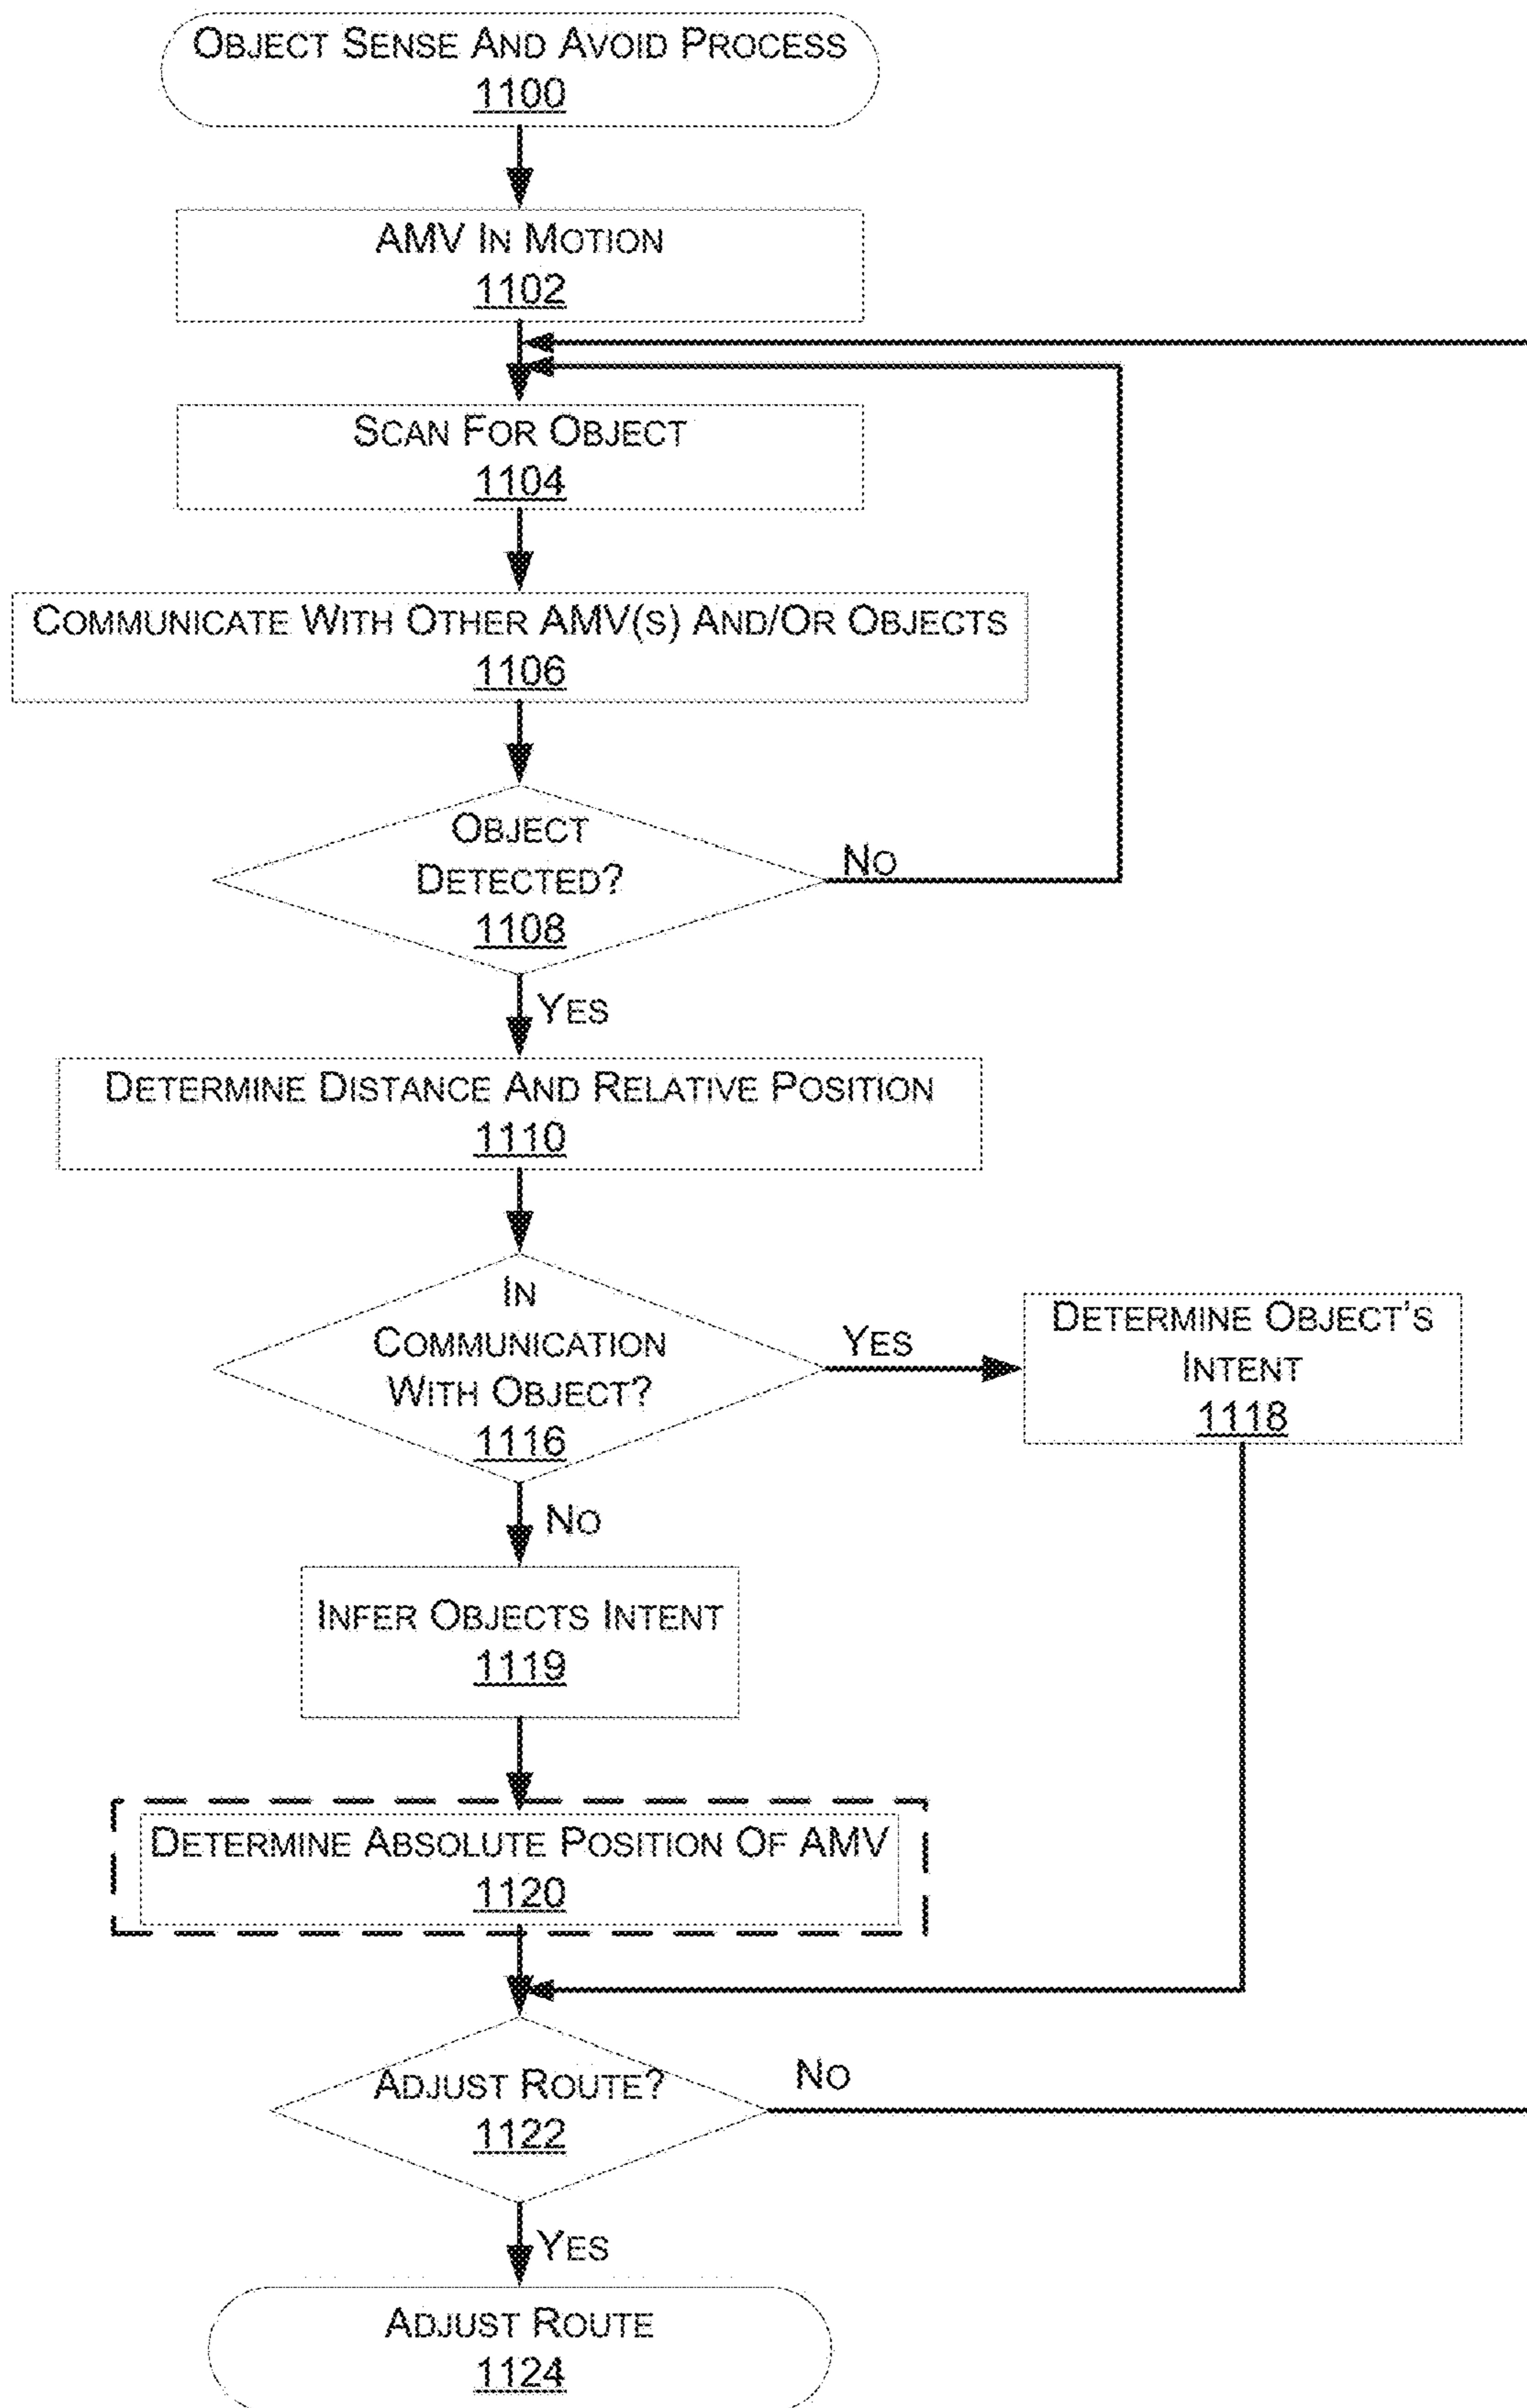 OBJECT SENSE AND AVOID PROCESS
1100
AMV IN MOTION
1102
SCAN FOR OBJECT
1104
COMMUNICATE WITH OTHER AMV(S) AND/OR OBJECTS
1106
OBJECT
DETECTED?
1108
NO
YES
DETERMINE DISTANCE AND RELATIVE POSITION
1110
IN
COMMUNICATION
WITH OBJECT?
1116
YES
DETERMINE OBJECT'S
INTENT
1118
NO
INFER OBJECTS INTENT
1119
DETERMINE ABSOLUTE POSITION OF AMV
1120
ADJUST ROUTE?
1122
NO
YES
ADJUST ROUTE
1124